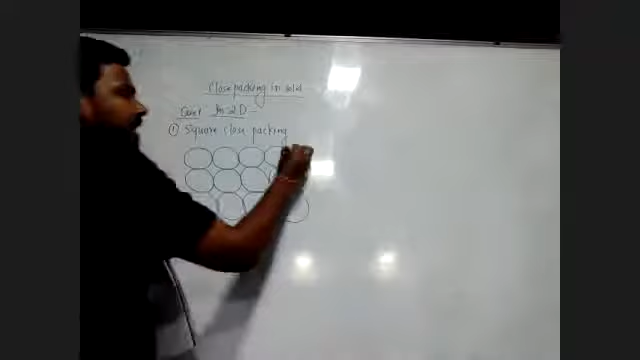 Close packing in solid
Case I In 2D -
① Square close packing